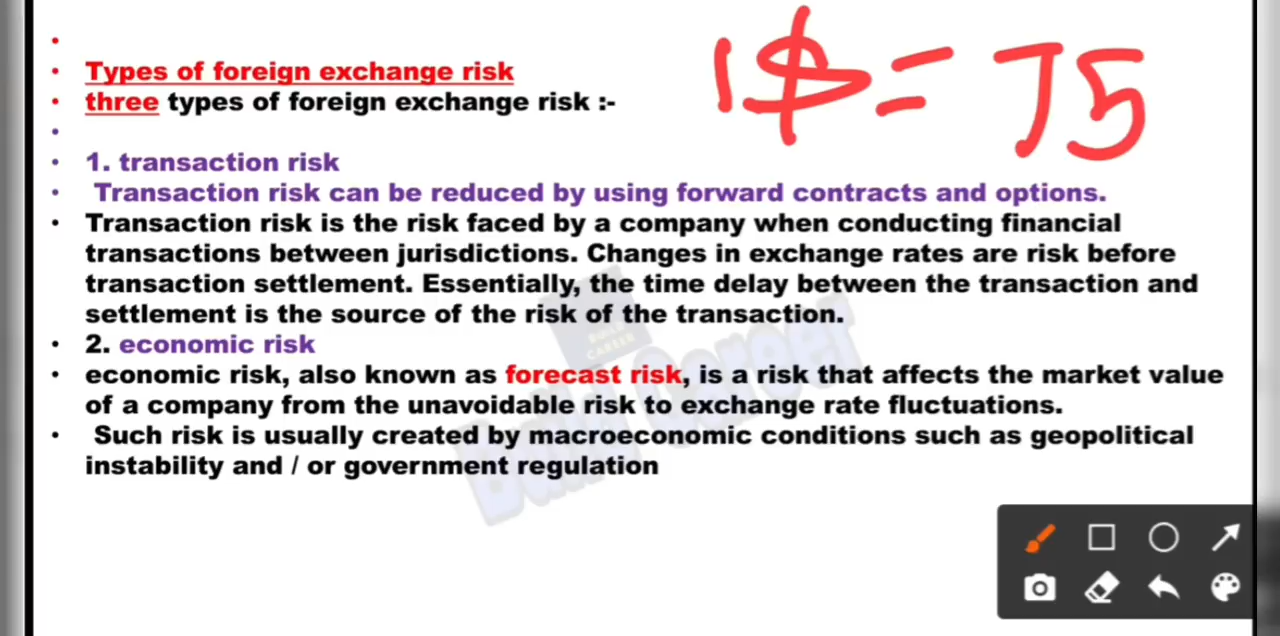 1$ = 75
Types of foreign exchange risk
three types of foreign exchange risk :-
1. transaction risk
Transaction risk can be reduced by using forward contracts and options.
Transaction risk is the risk faced by a company when conducting financial
transactions between jurisdictions. Changes in exchange rates are risk before
transaction settlement. Essentially, the time delay between the transaction and
settlement is the source of the risk of the transaction.
2. economic risk
economic risk, also known as forecast risk, is a risk that affects the market value
of a company from the unavoidable risk to exchange rate fluctuations.
Such risk is usually created by macroeconomic conditions such as geopolitical
instability and / or government regulation
BUILD
CAREER
Build Career